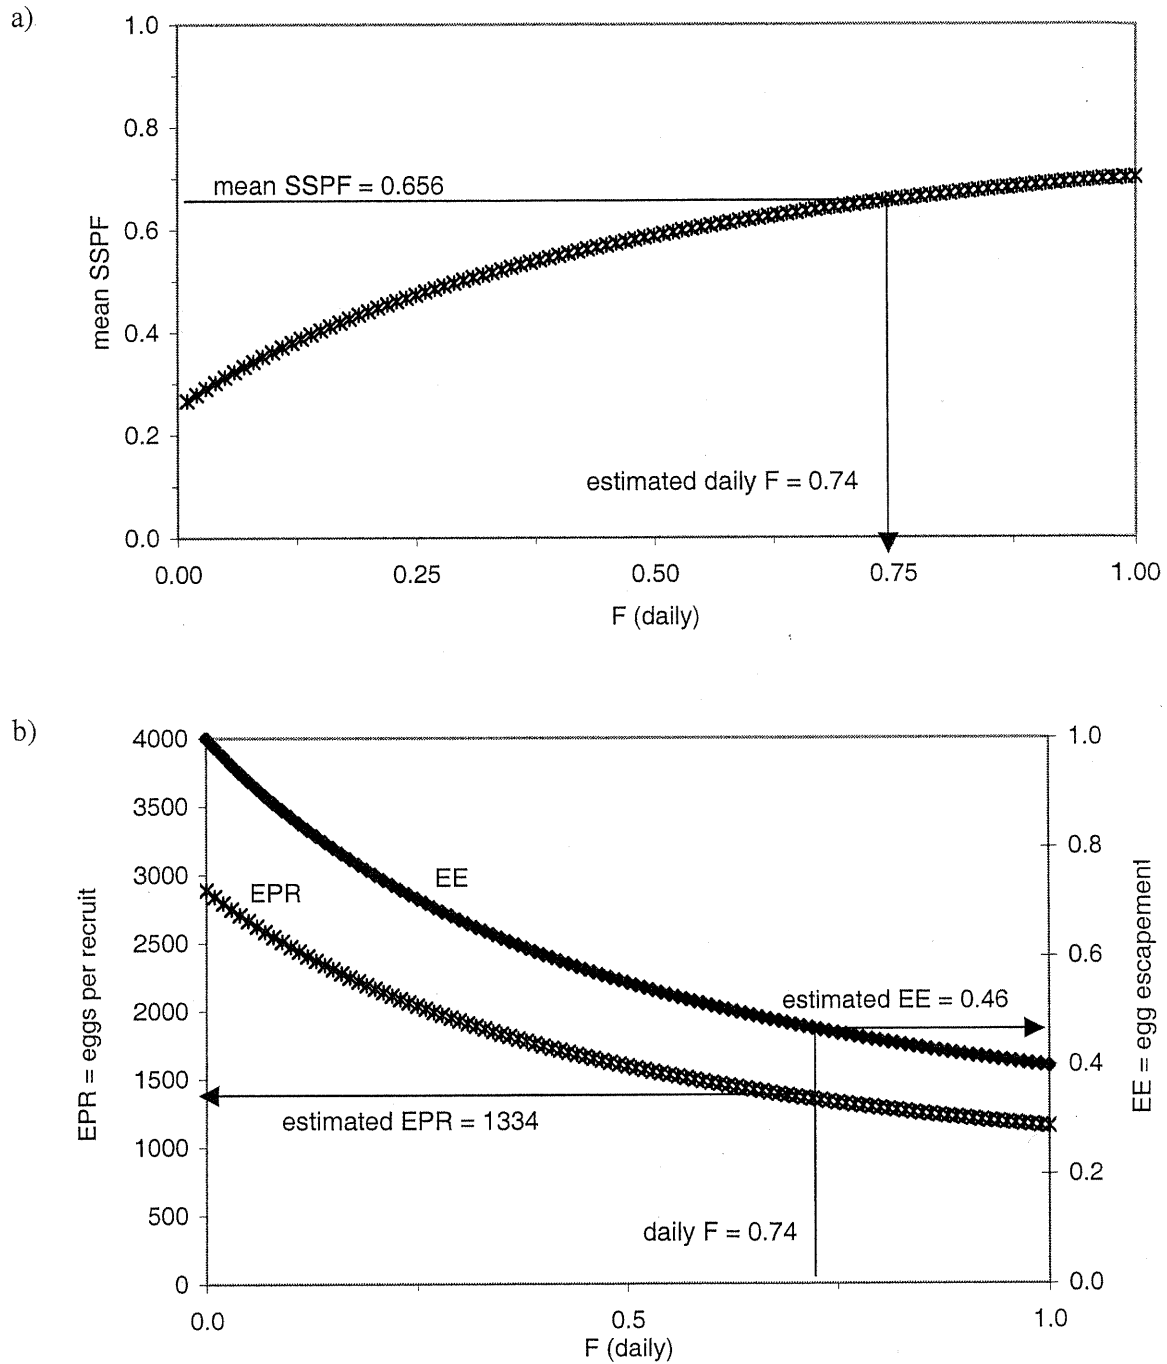 a)
1.0
0.8
0.6
0.4
0.2
0.0
mean SSPF
mean SSPF = 0.656
estimated daily F = 0.74
0.00 0.25 0.50 0.75 1.00
F (daily)
b)
4000
3500
3000
2500
2000
1500
1000
500
0
EPR = eggs per recruit
EE
EPR
estimated EE = 0.46
estimated EPR = 1334
daily F = 0.74
1.0
0.8
0.6
0.4
0.2
0.0
EE = egg escapement
0.0 0.5 1.0
F (daily)